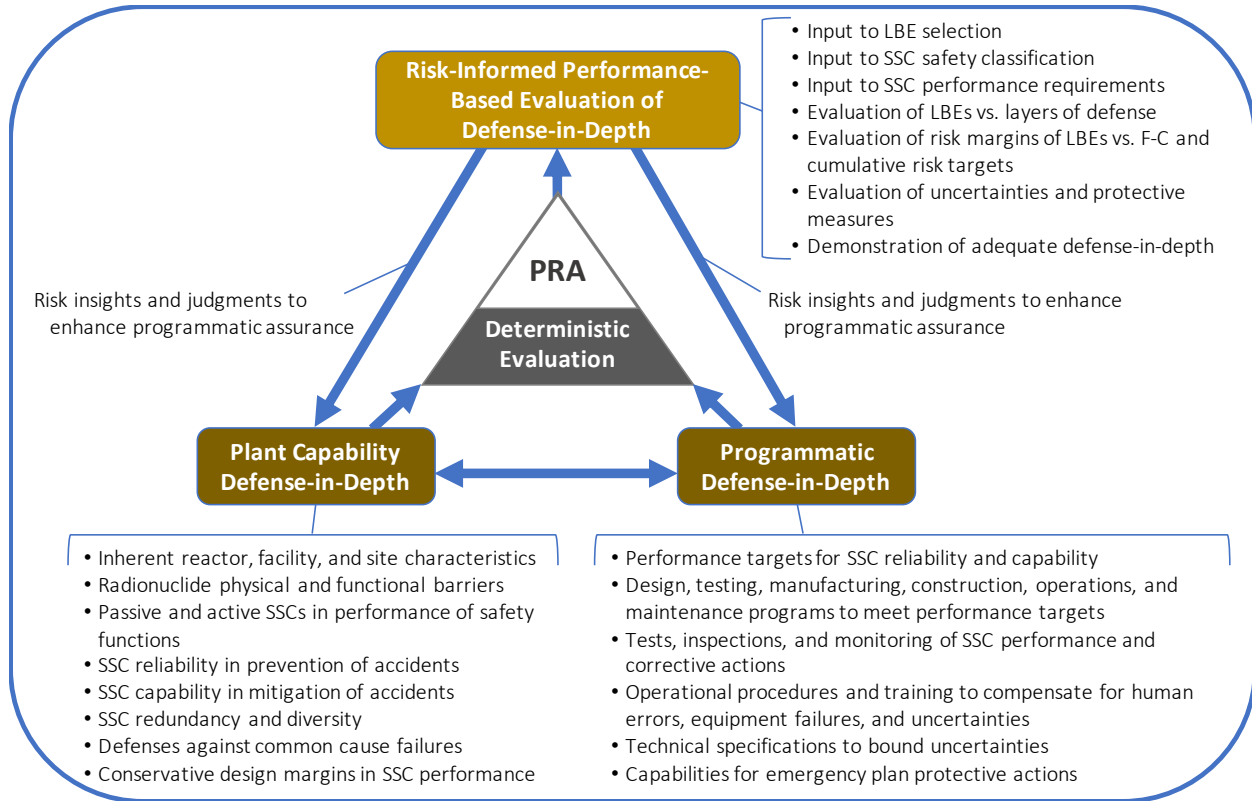 Risk-Informed Performance-
Based Evaluation of
Defense-in-Depth
• Input to LBE selection
• Input to SSC safety classification
• Input to SSC performance requirements
• Evaluation of LBEs vs. layers of defense
• Evaluation of risk margins of LBEs vs. F-C and
cumulative risk targets
• Evaluation of uncertainties and protective
measures
• Demonstration of adequate defense-in-depth
PRA
Deterministic
Evaluation
Risk insights and judgments to
enhance programmatic assurance
Risk insights and judgments to enhance
programmatic assurance
Plant Capability
Defense-in-Depth
Programmatic
Defense-in-Depth
• Inherent reactor, facility, and site characteristics
• Radionuclide physical and functional barriers
• Passive and active SSCs in performance of safety
functions
• SSC reliability in prevention of accidents
• SSC capability in mitigation of accidents
• SSC redundancy and diversity
• Defenses against common cause failures
• Conservative design margins in SSC performance
• Performance targets for SSC reliability and capability
• Design, testing, manufacturing, construction, operations, and
maintenance programs to meet performance targets
• Tests, inspections, and monitoring of SSC performance and
corrective actions
• Operational procedures and training to compensate for human
errors, equipment failures, and uncertainties
• Technical specifications to bound uncertainties
• Capabilities for emergency plan protective actions